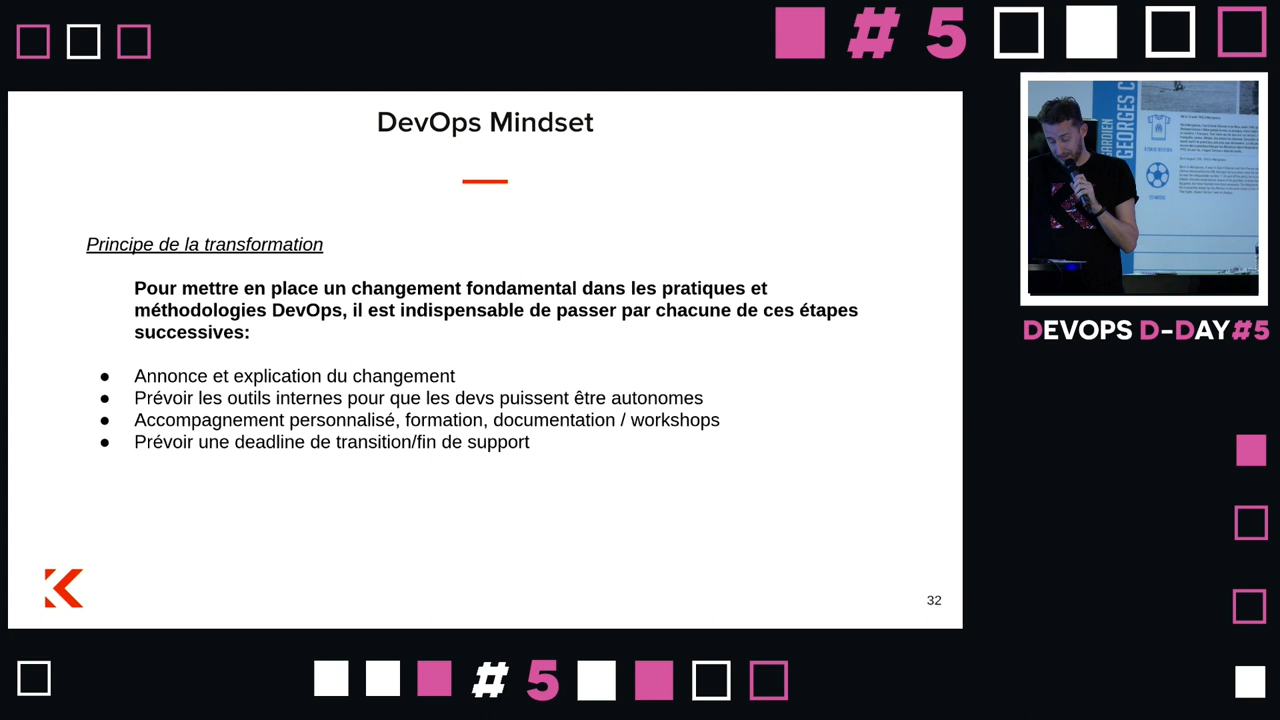 # 5
DevOps Mindset
Principe de la transformation
Pour mettre en place un changement fondamental dans les pratiques et
méthodologies DevOps, il est indispensable de passer par chacune de ces étapes
successives:
● Annonce et explication du changement
● Prévoir les outils internes pour que les devs puissent être autonomes
● Accompagnement personnalisé, formation, documentation / workshops
● Prévoir une deadline de transition/fin de support
32
GEORGES C
DEVOPS D-DAY#5
# 5